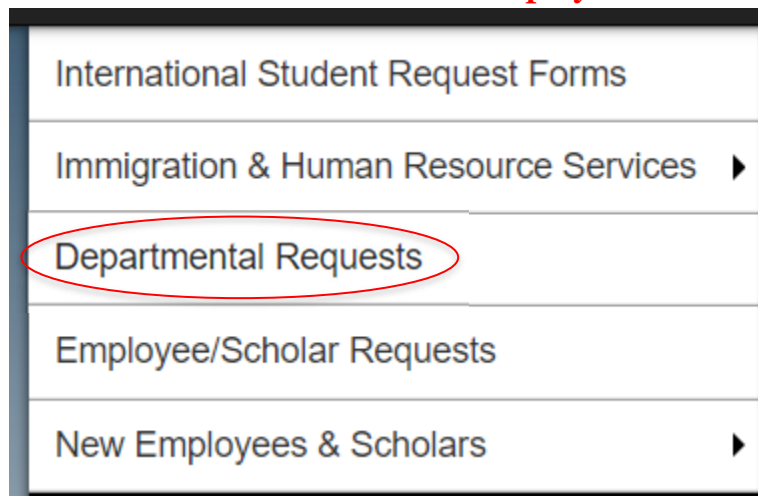 International Student Request Forms
Immigration & Human Resource Services
Departmental Requests
Employee/Scholar Requests
New Employees & Scholars